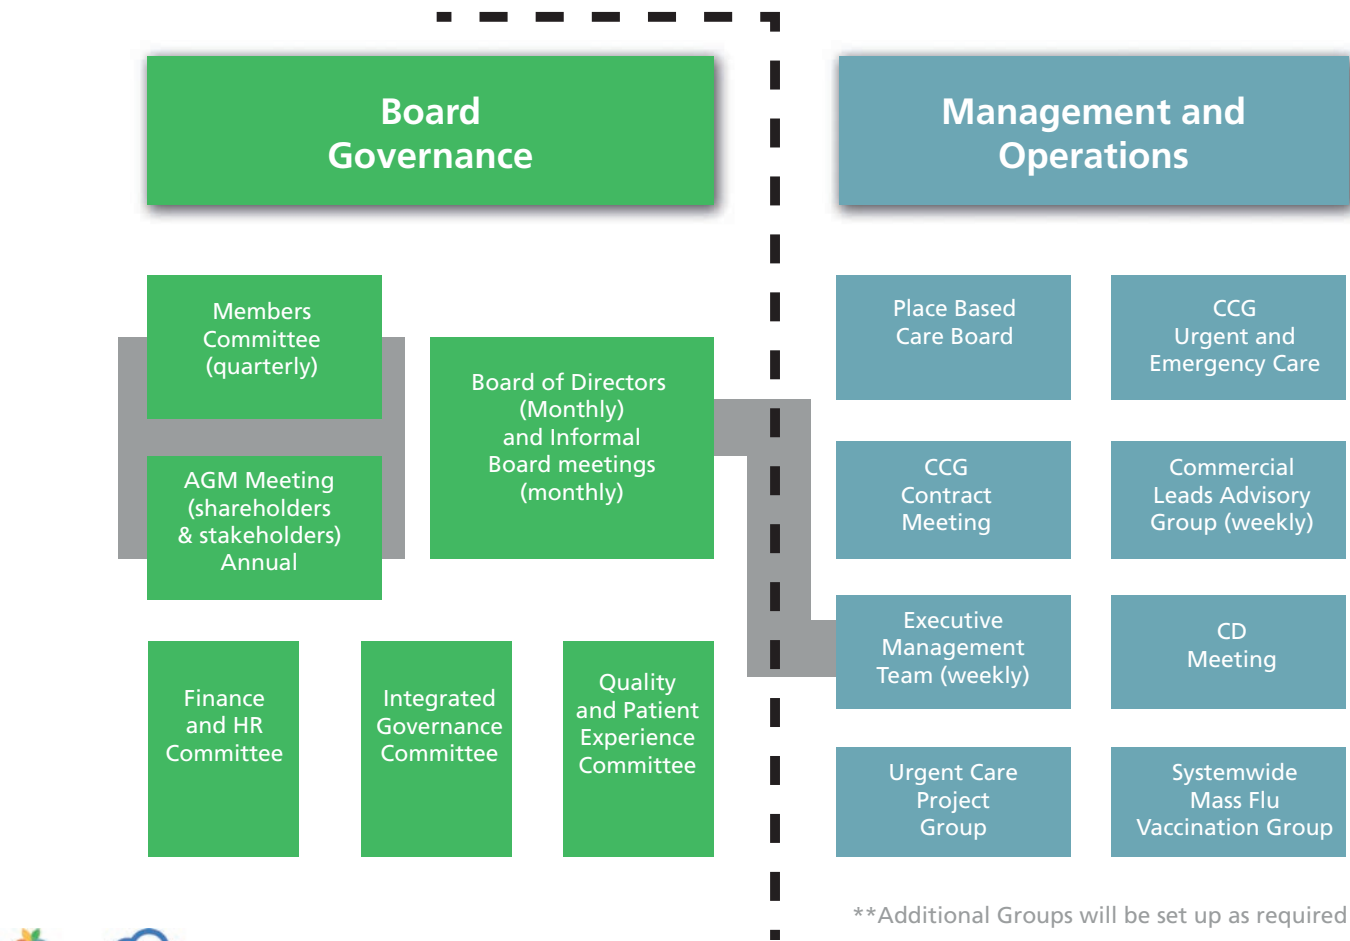 Board
Governance
Management and
Operations
Members
Committee
(quarterly)
AGM Meeting
(shareholders
& stakeholders)
Annual
Board of Directors
(Monthly)
and Informal
Board meetings
(monthly)
Finance
and HR
Committee
Integrated
Governance
Committee
Quality
and Patient
Experience
Committee
Place Based
Care Board
CCG
Urgent and
Emergency Care
CCG
Contract
Meeting
Commercial
Leads Advisory
Group (weekly)
Executive
Management
Team (weekly)
CD
Meeting
Urgent Care
Project
Group
Systemwide
Mass Flu
Vaccination Group
**Additional Groups will be set up as required